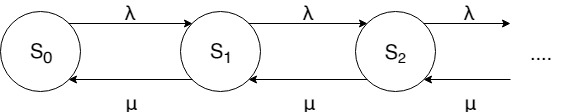 λ λ λ
S₀ S₁ S₂ ....
μ μ μ